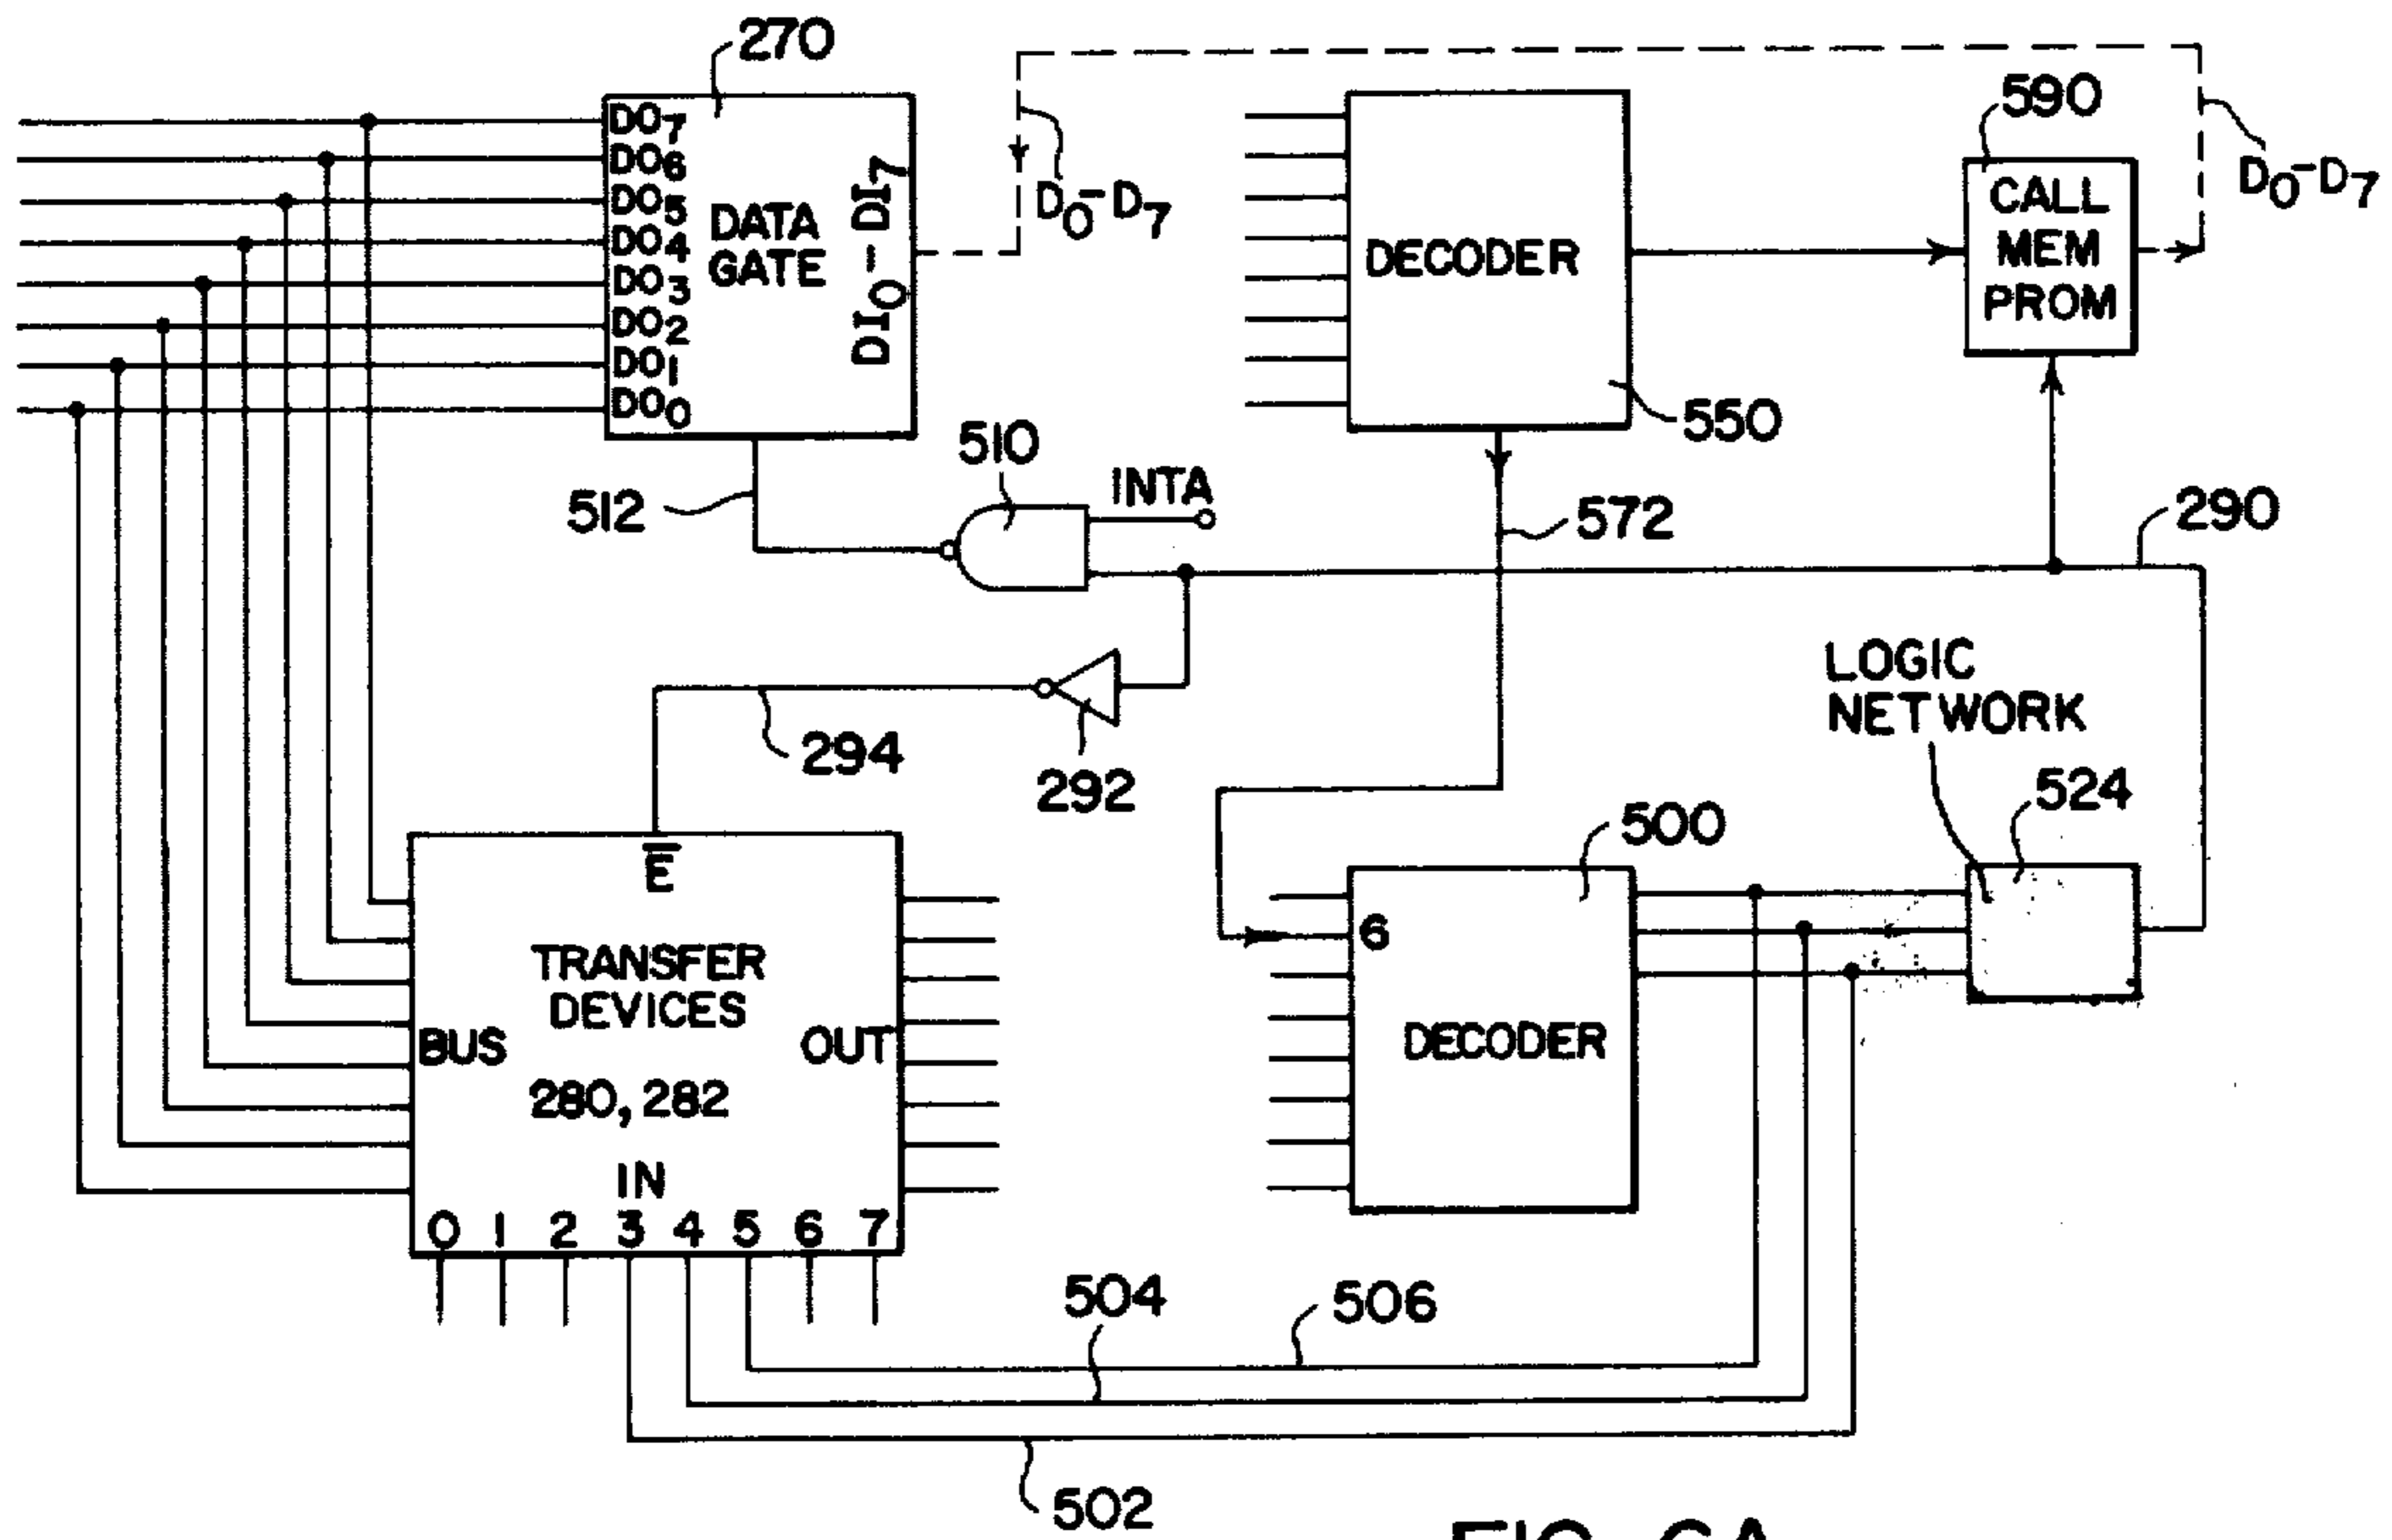 270
590
DO7
DO6
DO5
DO4
DO3
DO2
DO1
DO0
DATA
GATE
DI0-DI7
D0-D7
DECODER
550
CALL
MEM
PROM
D0-D7
510
INTA
512
572
290
LOGIC
NETWORK
524
294
292
500
E̅
TRANSFER
DEVICES
BUS
OUT
280, 282
IN
0 1 2 3 4 5 6 7
6
DECODER
504
506
502